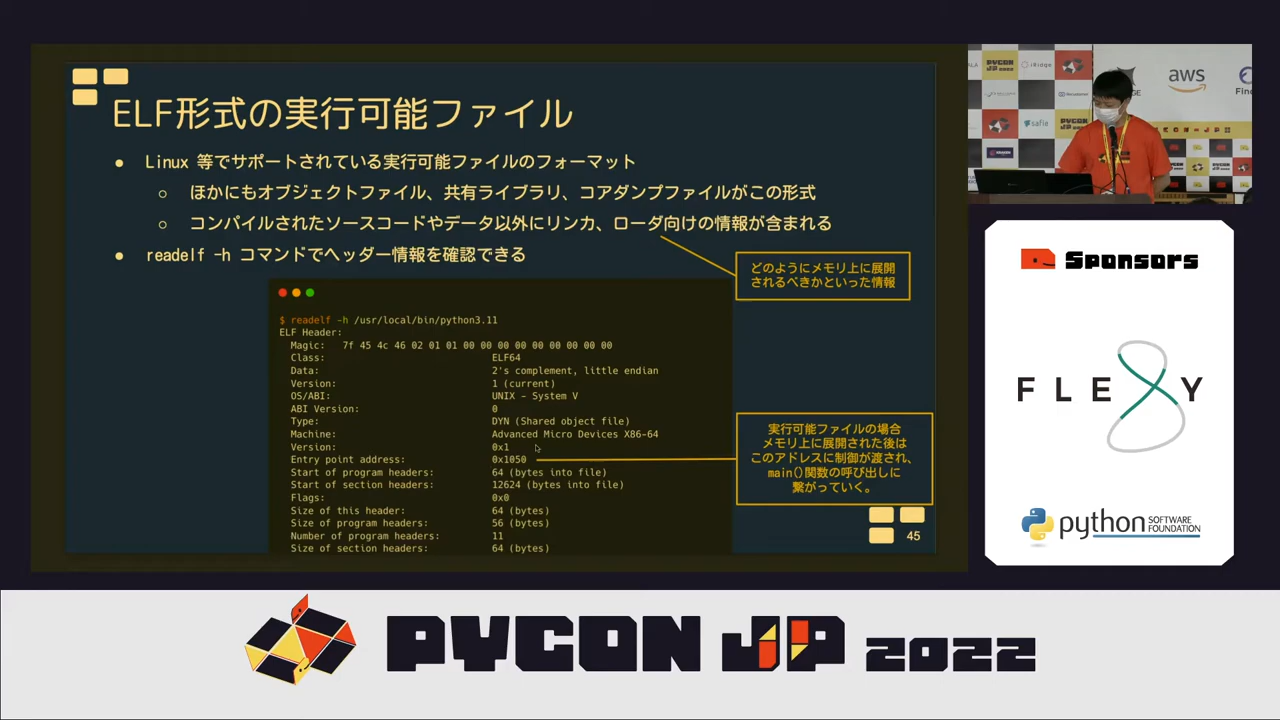 ELF形式の実行可能ファイル
● Linux 等でサポートされている実行可能ファイルのフォーマット
○ ほかにもオブジェクトファイル、共有ライブラリ、コアダンプファイルがこの形式
○ コンパイルされたソースコードやデータ以外にリンカ、ローダ向けの情報が含まれる
● readelf -h コマンドでヘッダー情報を確認できる
どのようにメモリ上に展開
されるべきかといった情報
$ readelf -h /usr/local/bin/python3.11
ELF Header:
Magic: 7f 45 4c 46 02 01 01 00 00 00 00 00 00 00 00 00
Class: ELF64
Data: 2's complement, little endian
Version: 1 (current)
OS/ABI: UNIX - System V
ABI Version: 0
Type: DYN (Shared object file)
Machine: Advanced Micro Devices X86-64
Version: 0x1
Entry point address: 0x1050
Start of program headers: 64 (bytes into file)
Start of section headers: 12624 (bytes into file)
Flags: 0x0
Size of this header: 64 (bytes)
Size of program headers: 56 (bytes)
Number of program headers: 11
Size of section headers: 64 (bytes)
実行可能ファイルの場合
メモリ上に展開された後は
このアドレスに制御が渡され、
main()関数の呼び出しに
繋がっていく。
45
PYCON
iRidge
aws
safie
PYCON
Sponsors
FLEXY
python SOFTWARE
FOUNDATION
PYCON JP 2022